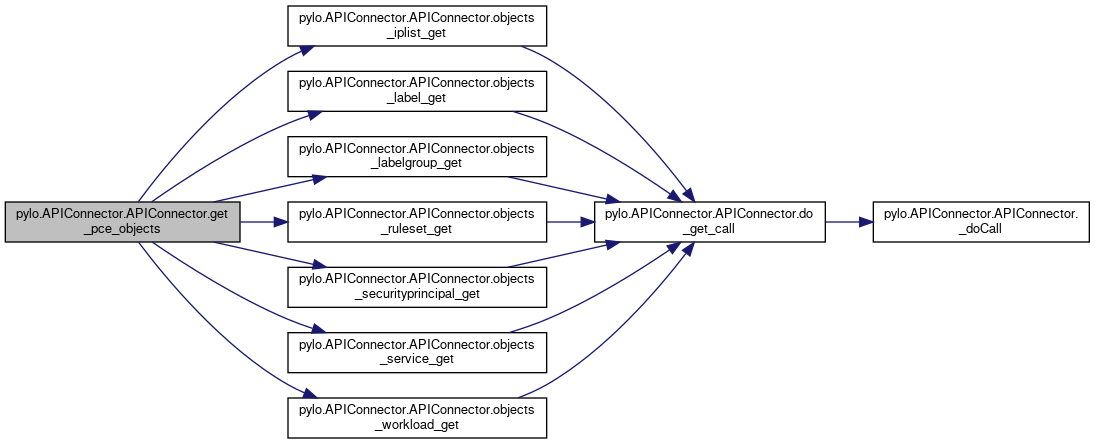 pylo.APIConnector.APIConnector.get
_pce_objects
pylo.APIConnector.APIConnector.objects
_iplist_get
pylo.APIConnector.APIConnector.objects
_label_get
pylo.APIConnector.APIConnector.objects
_labelgroup_get
pylo.APIConnector.APIConnector.objects
_ruleset_get
pylo.APIConnector.APIConnector.objects
_securityprincipal_get
pylo.APIConnector.APIConnector.objects
_service_get
pylo.APIConnector.APIConnector.objects
_workload_get
pylo.APIConnector.APIConnector.do
_get_call
pylo.APIConnector.APIConnector.
_doCall